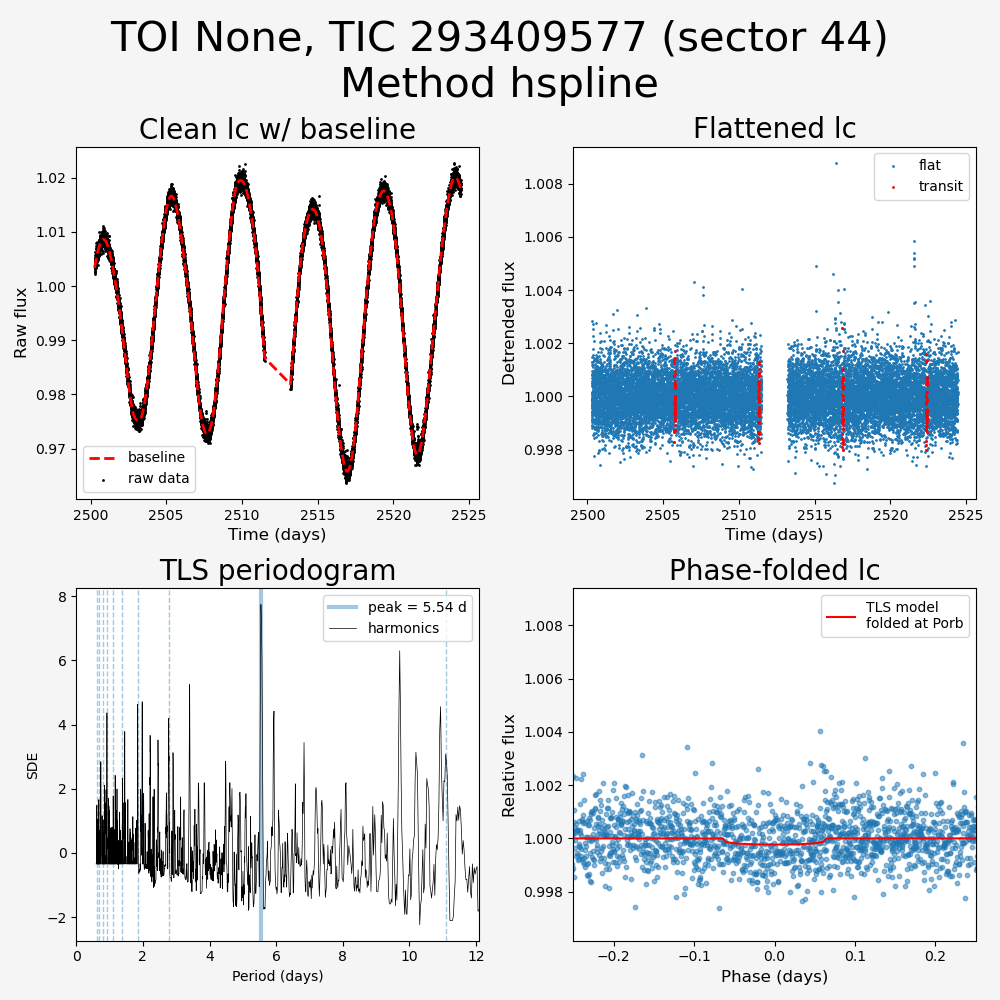 TOI None, TIC 293409577 (sector 44)
Method hspline
Clean lc w/ baseline
Raw flux
1.02
1.01
1.00
0.99
0.98
0.97
baseline
raw data
2500
2505
2510
2515
2520
2525
Time (days)
Flattened lc
Detrended flux
1.008
1.006
1.004
1.002
1.000
0.998
flat
transit
2500
2505
2510
2515
2520
2525
Time (days)
TLS periodogram
SDE
8
6
4
2
0
−2
peak = 5.54 d
harmonics
0
2
4
6
8
10
12
Period (days)
Phase-folded lc
Relative flux
1.008
1.006
1.004
1.002
1.000
0.998
TLS model
folded at Porb
−0.2
−0.1
0.0
0.1
0.2
Phase (days)